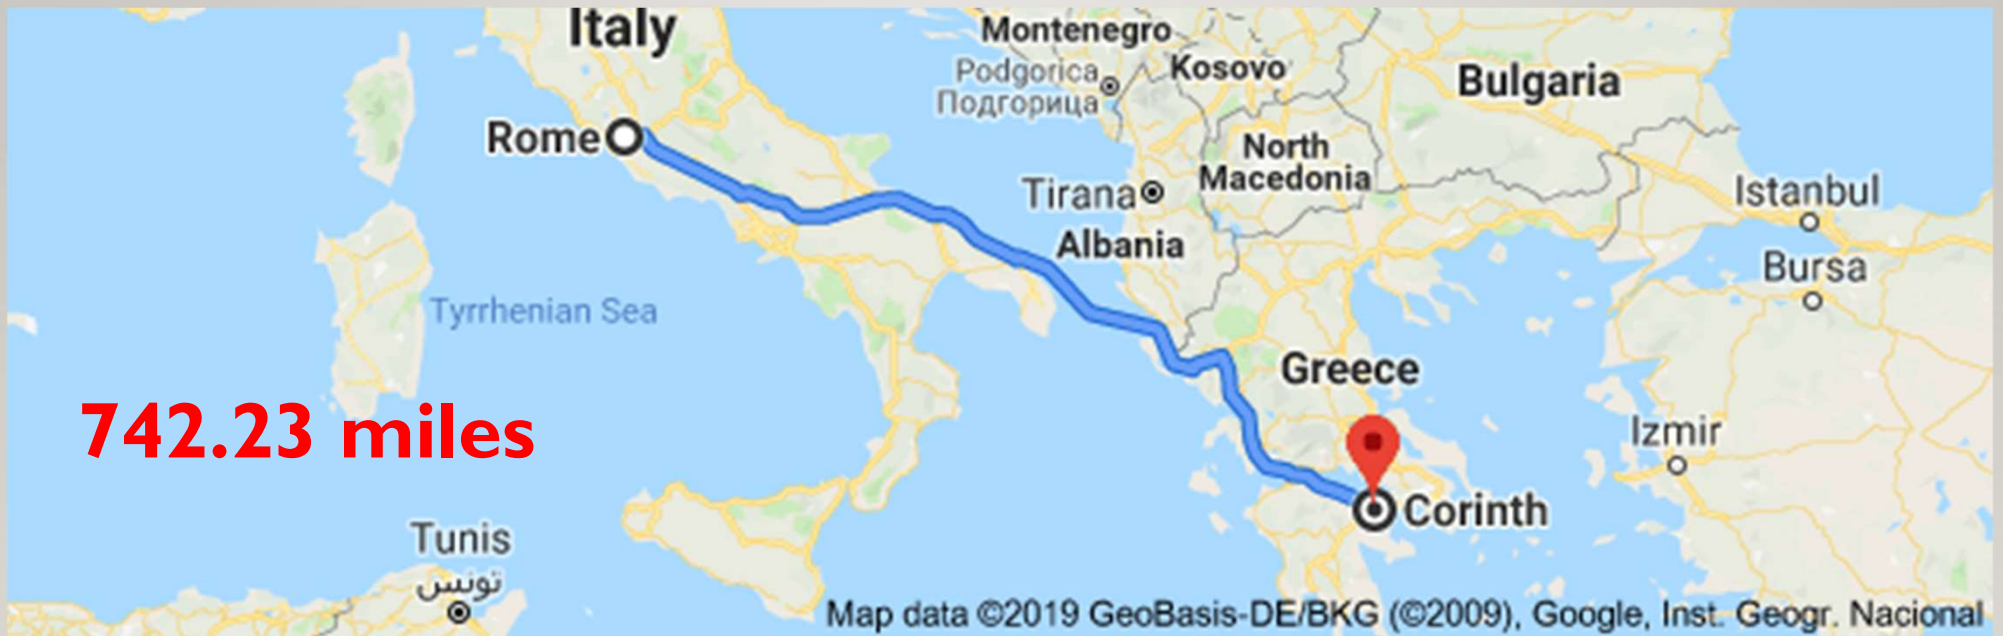 Italy
Montenegro
Podgorica
Подгорица
Kosovo
Bulgaria
Rome
North
Macedonia
Tirana
Albania
Istanbul
Bursa
Tyrrhenian Sea
Greece
742.23 miles
Izmir
Corinth
Tunis
تونس
Map data ©2019 GeoBasis-DE/BKG (©2009), Google, Inst. Geogr. Nacional